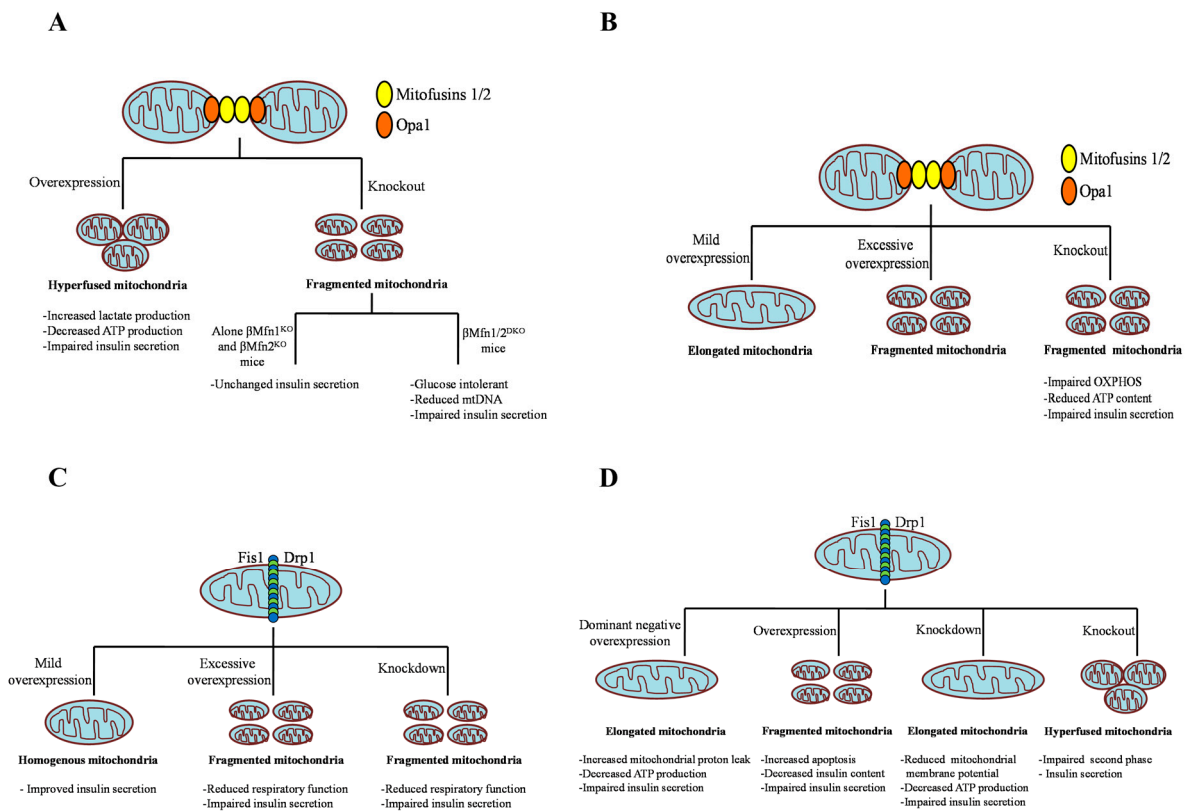 A
Mitofusins 1/2
Opa1
Overexpression
Knockout
Hyperfused mitochondria
-Increased lactate production
-Decreased ATP production
-Impaired insulin secretion
Fragmented mitochondria
Alone βMfn1KO
and βMfn2KO
mice
-Unchanged insulin secretion
βMfn1/2DKO
mice
-Glucose intolerant
-Reduced mtDNA
-Impaired insulin secretion
B
Mitofusins 1/2
Opa1
Mild
overexpression
Excessive
overexpression
Knockout
Elongated mitochondria
Fragmented mitochondria
Fragmented mitochondria
-Impaired OXPHOS
-Reduced ATP content
-Impaired insulin secretion
C
Fis1 Drp1
Mild
overexpression
Excessive
overexpression
Knockdown
Homogenous mitochondria
- Improved insulin secretion
Fragmented mitochondria
-Reduced respiratory function
-Impaired insulin secretion
Fragmented mitochondria
-Reduced respiratory function
-Impaired insulin secretion
D
Fis1 Drp1
Dominant negative
overexpression
Overexpression
Knockdown
Knockout
Elongated mitochondria
-Increased mitochondrial proton leak
-Decreased ATP production
-Impaired insulin secretion
Fragmented mitochondria
-Increased apoptosis
-Decreased insulin content
-Impaired insulin secretion
Elongated mitochondria
-Reduced mitochondrial
membrane potential
-Decreased ATP production
-Impaired insulin secretion
Hyperfused mitochondria
-Impaired second phase
- Insulin secretion